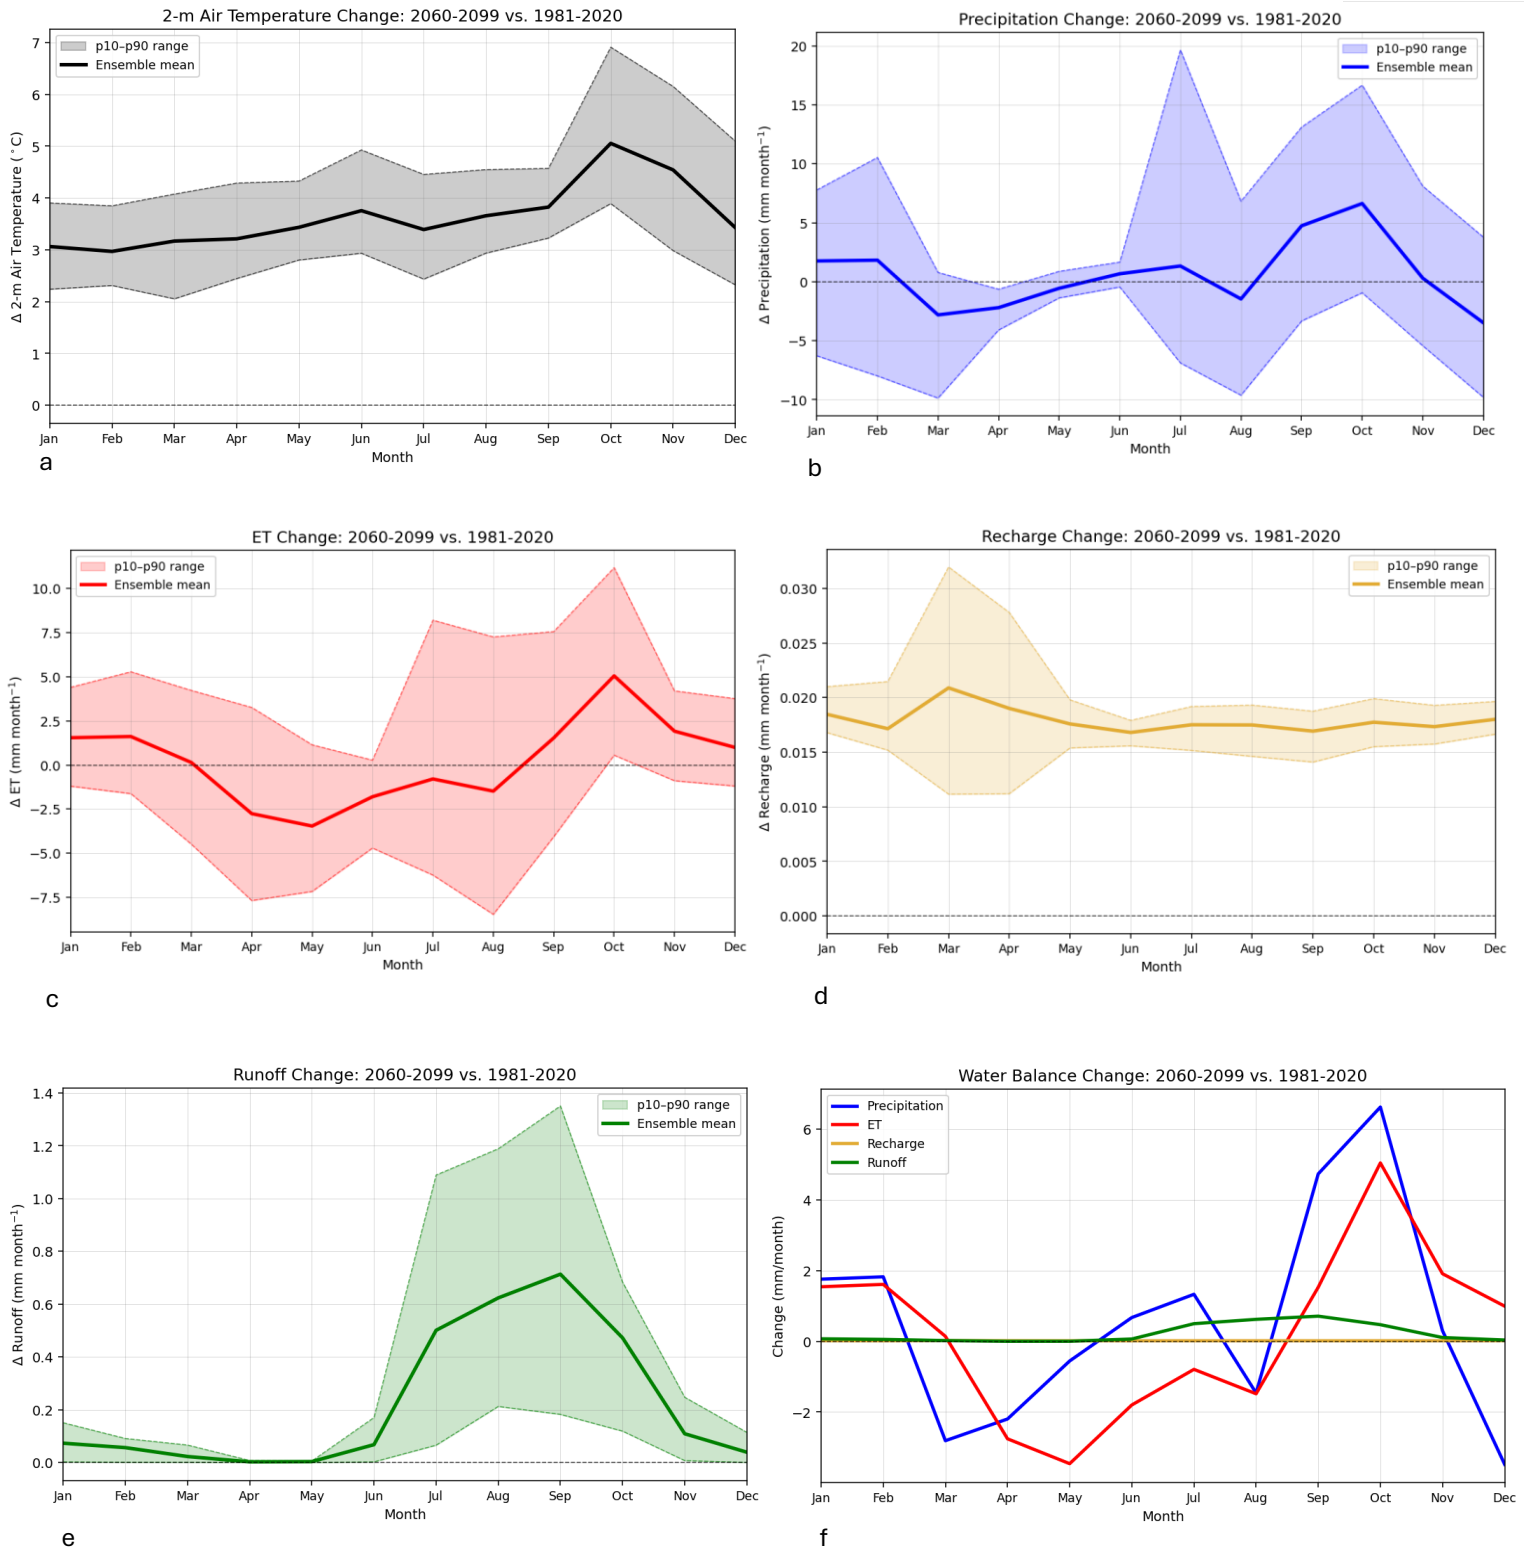 2-m Air Temperature Change: 2060-2099 vs. 1981-2020
p10–p90 range
Ensemble mean
Δ 2-m Air Temperature (°C)
7
6
5
4
3
2
1
0
Jan Feb Mar Apr May Jun Jul Aug Sep Oct Nov Dec
Month
a
Precipitation Change: 2060-2099 vs. 1981-2020
p10–p90 range
Ensemble mean
Δ Precipitation (mm month⁻¹)
20
15
10
5
0
−5
−10
Jan Feb Mar Apr May Jun Jul Aug Sep Oct Nov Dec
Month
b
ET Change: 2060-2099 vs. 1981-2020
p10–p90 range
Ensemble mean
Δ ET (mm month⁻¹)
10.0
7.5
5.0
2.5
0.0
−2.5
−5.0
−7.5
Jan Feb Mar Apr May Jun Jul Aug Sep Oct Nov Dec
Month
c
Recharge Change: 2060-2099 vs. 1981-2020
p10–p90 range
Ensemble mean
Δ Recharge (mm month⁻¹)
0.030
0.025
0.020
0.015
0.010
0.005
0.000
Jan Feb Mar Apr May Jun Jul Aug Sep Oct Nov Dec
Month
d
Runoff Change: 2060-2099 vs. 1981-2020
p10–p90 range
Ensemble mean
Δ Runoff (mm month⁻¹)
1.4
1.2
1.0
0.8
0.6
0.4
0.2
0.0
Jan Feb Mar Apr May Jun Jul Aug Sep Oct Nov Dec
Month
e
Water Balance Change: 2060-2099 vs. 1981-2020
Precipitation
ET
Recharge
Runoff
Change (mm/month)
6
4
2
0
−2
Jan Feb Mar Apr May Jun Jul Aug Sep Oct Nov Dec
Month
f